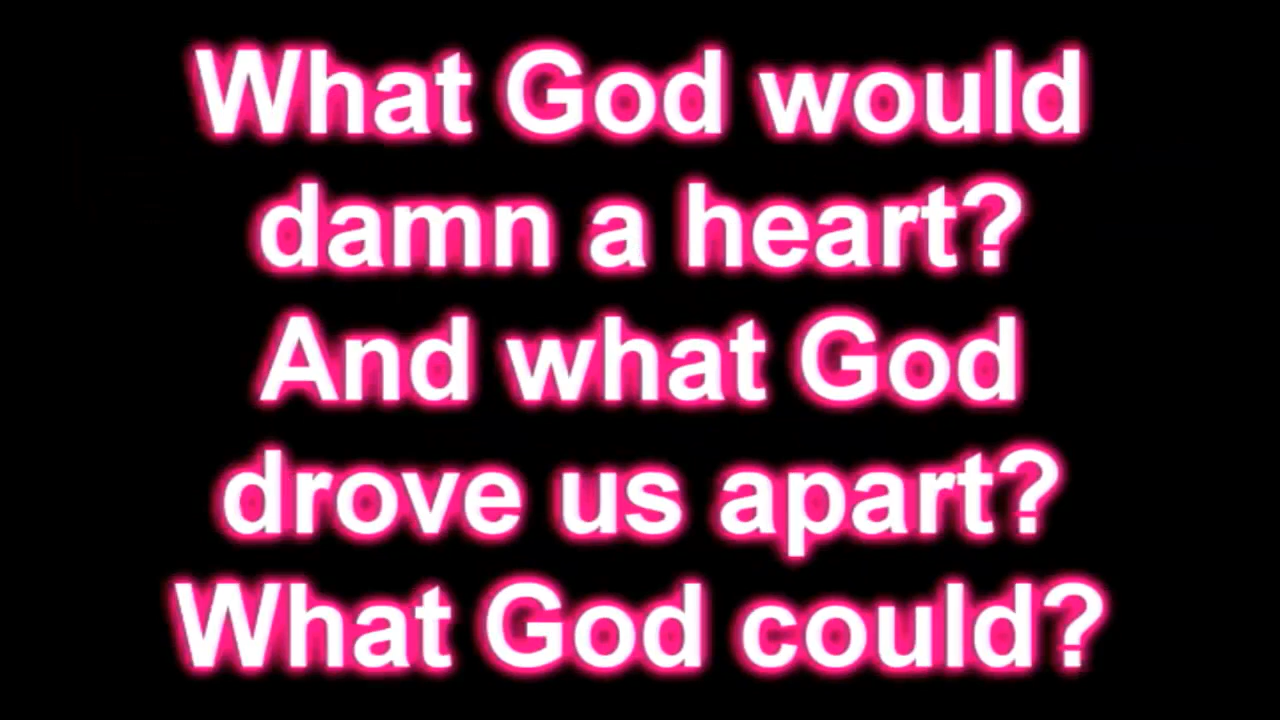 What God would
damn a heart?
And what God
drove us apart?
What God could?